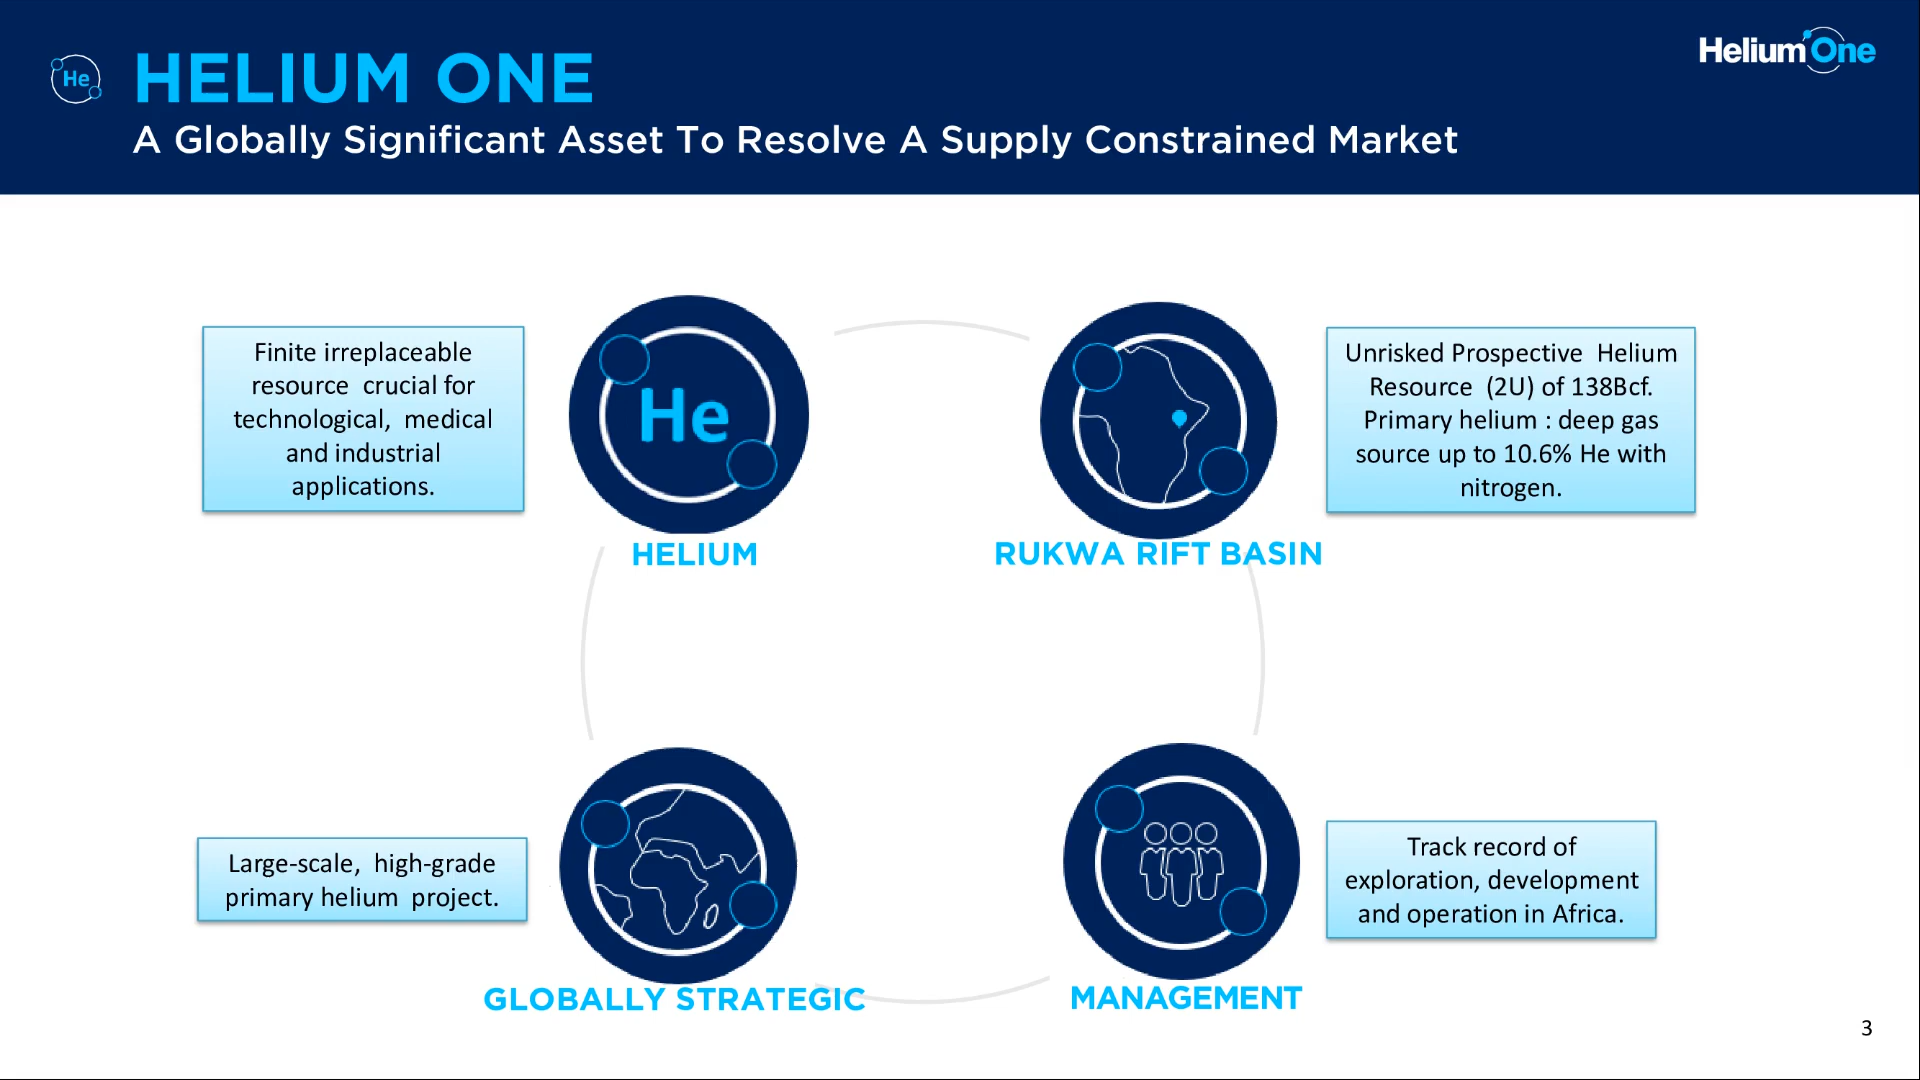 He
HELIUM ONE
A Globally Significant Asset To Resolve A Supply Constrained Market
Helium One
Finite irreplaceable
resource crucial for
technological, medical
and industrial
applications.
He
HELIUM
RUKWA RIFT BASIN
Unrisked Prospective Helium
Resource (2U) of 138Bcf.
Primary helium : deep gas
source up to 10.6% He with
nitrogen.
Large-scale, high-grade
primary helium project.
GLOBALLY STRATEGIC
MANAGEMENT
Track record of
exploration, development
and operation in Africa.
3